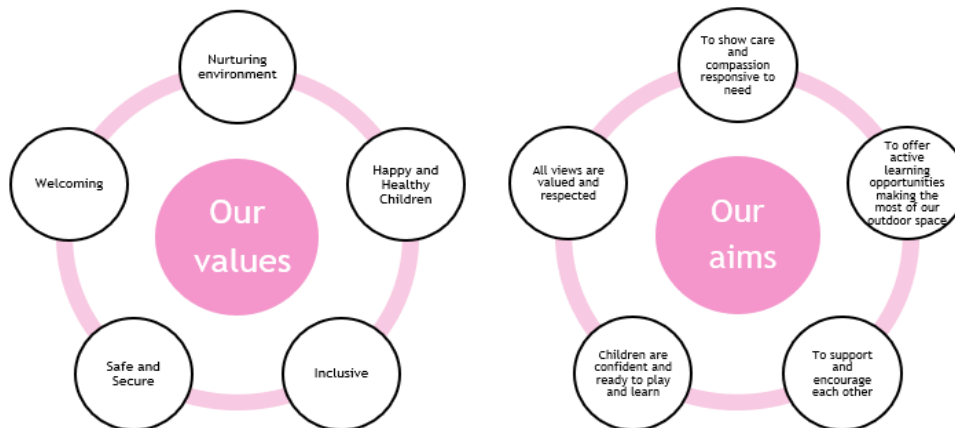 Nurturing
environment
Happy and
Healthy
Children
Inclusive
Safe and
Secure
Welcoming
Our
values
To show care
and
compassion
responsive to
need
To offer
active
learning
opportunities
making the
most of our
outdoor space
To support
and
encourage
each other
Children are
confident and
ready to play
and learn
All views are
valued and
respected
Our
aims